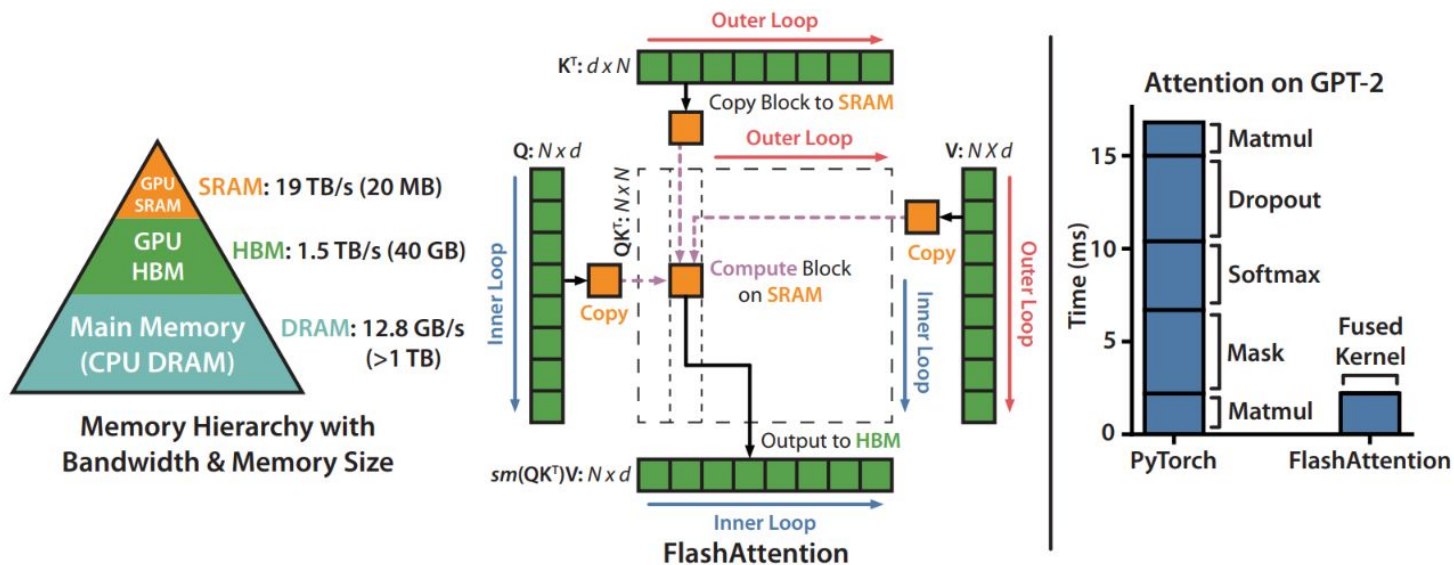 GPU
SRAM
GPU
HBM
Main Memory
(CPU DRAM)
SRAM: 19 TB/s (20 MB)
HBM: 1.5 TB/s (40 GB)
DRAM: 12.8 GB/s
(>1 TB)
Memory Hierarchy with
Bandwidth & Memory Size
Outer Loop
Kᵀ: d x N
Copy Block to SRAM
Outer Loop
Q: N x d
V: N X d
QKᵀ: N x N
Inner Loop
Copy
Compute Block
on SRAM
Copy
Inner Loop
Outer Loop
Output to HBM
sm(QKᵀ)V: N x d
Inner Loop
FlashAttention
Attention on GPT-2
Time (ms)
15
10
5
0
Matmul
Dropout
Softmax
Mask
Matmul
Fused
Kernel
PyTorch
FlashAttention